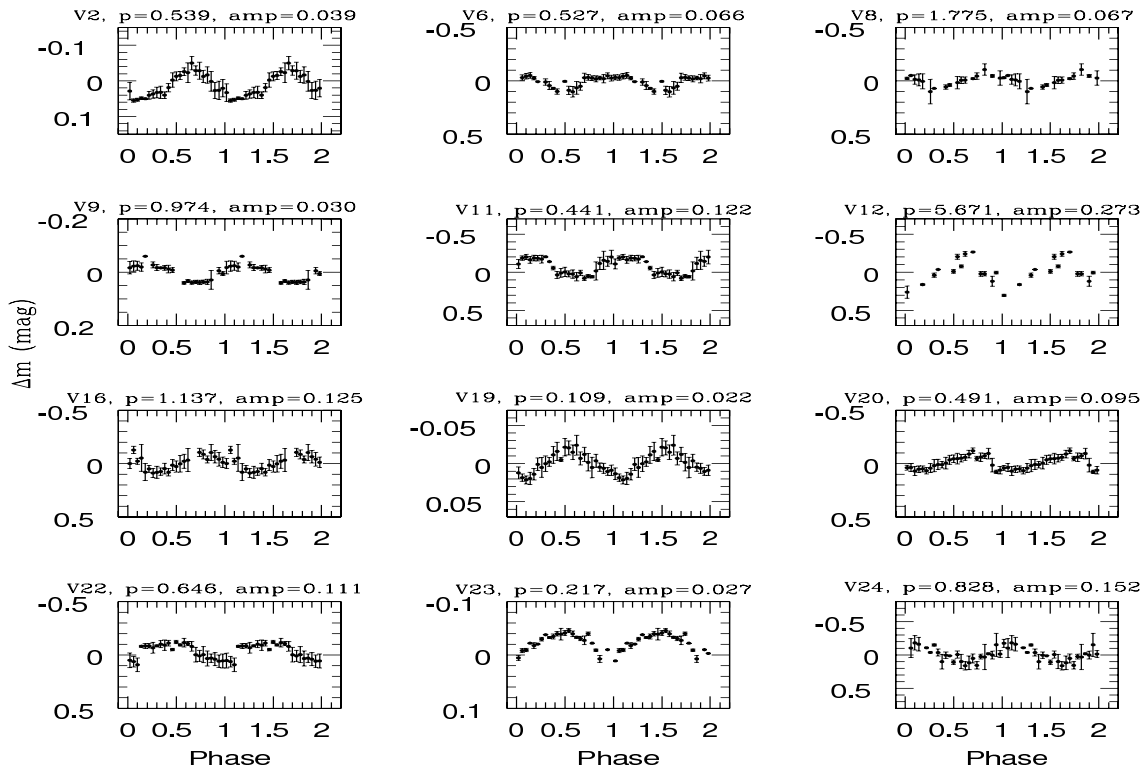 V2, p=0.539, amp=0.039
V6, p=0.527, amp=0.066
V8, p=1.775, amp=0.067
-0.1
0
0.1
0 0.5 1 1.5 2
-0.5
0
0.5
0 0.5 1 1.5 2
-0.5
0
0.5
0 0.5 1 1.5 2
V9, p=0.974, amp=0.030
V11, p=0.441, amp=0.122
V12, p=5.671, amp=0.273
-0.2
0
0.2
0 0.5 1 1.5 2
-0.5
0
0.5
0 0.5 1 1.5 2
-0.5
0
0.5
0 0.5 1 1.5 2
Δm (mag)
V16, p=1.137, amp=0.125
V19, p=0.109, amp=0.022
V20, p=0.491, amp=0.095
-0.5
0
0.5
0 0.5 1 1.5 2
-0.05
0
0.05
0 0.5 1 1.5 2
-0.5
0
0.5
0 0.5 1 1.5 2
V22, p=0.646, amp=0.111
V23, p=0.217, amp=0.027
V24, p=0.828, amp=0.152
-0.5
0
0.5
0 0.5 1 1.5 2
-0.1
0
0.1
0 0.5 1 1.5 2
-0.5
0
0.5
0 0.5 1 1.5 2
Phase
Phase
Phase